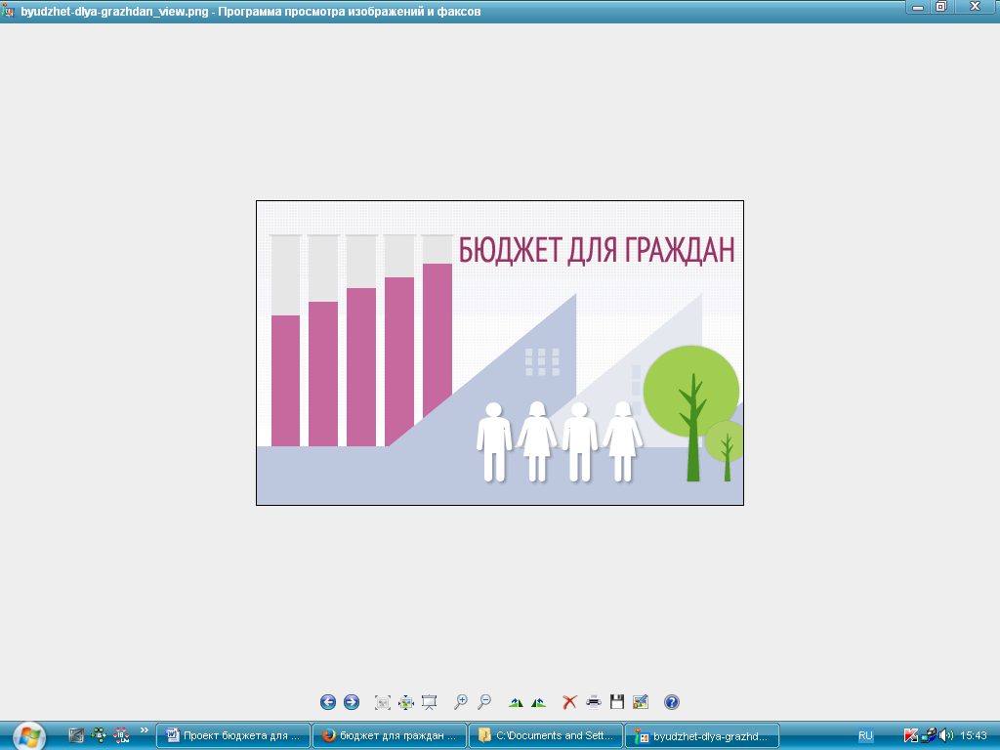 byudzhet-dlya-grazhdan_view.png - Программа просмотра изображений и факсов
БЮДЖЕТ ДЛЯ ГРАЖДАН
Проект бюджета для ...
бюджет для граждан ...
C:\Documents and Sett...
byudzhet-dlya-grazhd...
RU
15:43